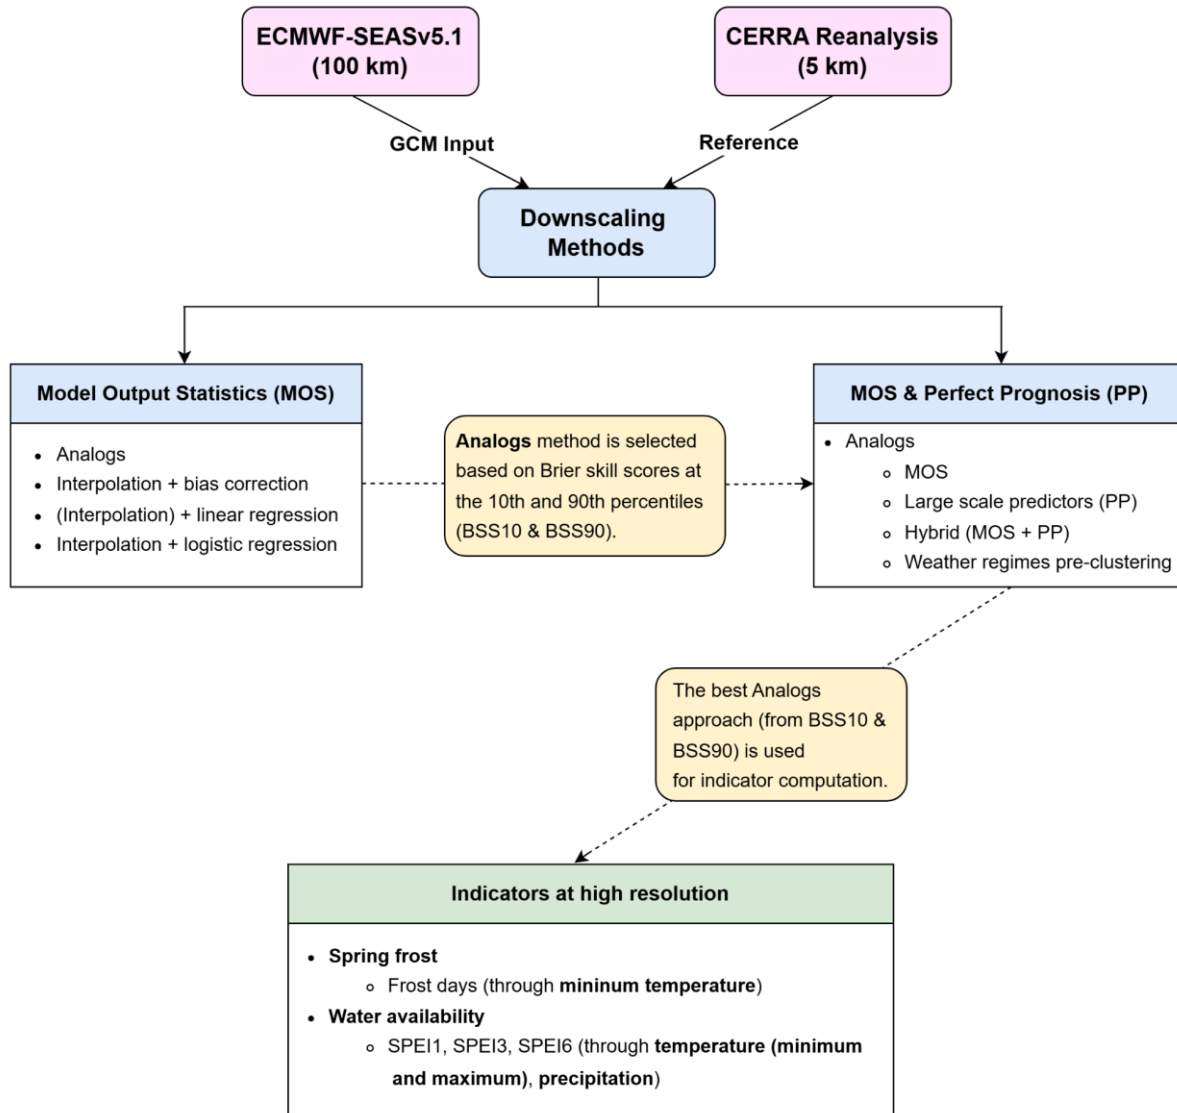 ECMWF-SEASv5.1
(100 km)
CERRA Reanalysis
(5 km)
GCM Input
Reference
Downscaling
Methods
Model Output Statistics (MOS)
• Analogs
• Interpolation + bias correction
• (Interpolation) + linear regression
• Interpolation + logistic regression
Analogs method is selected
based on Brier skill scores at
the 10th and 90th percentiles
(BSS10 & BSS90).
MOS & Perfect Prognosis (PP)
• Analogs
○ MOS
○ Large scale predictors (PP)
○ Hybrid (MOS + PP)
○ Weather regimes pre-clustering
The best Analogs
approach (from BSS10 &
BSS90) is used
for indicator computation.
Indicators at high resolution
• Spring frost
○ Frost days (through mininum temperature)
• Water availability
○ SPEI1, SPEI3, SPEI6 (through temperature (minimum
and maximum), precipitation)